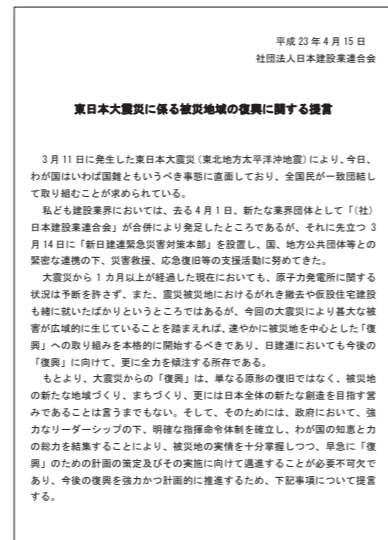 平成 23 年 4 月 15 日
社団法人日本建設業連合会
東日本大震災に係る被災地域の復興に関する提言
3 月 11 日に発生した東日本大震災（東北地方太平洋沖地震）により、今日、
わが国はいわば国難ともいうべき事態に直面しており、全国民が一致団結し
て取り組むことが求められている。
私ども建設業界においては、去る 4 月 1 日、新たな業界団体として「（社）
日本建設業連合会」が合併により発足したところであるが、それに先立つ 3
月 14 日に「新日建連緊急災害対策本部」を設置し、国、地方公共団体等との
緊密な連携の下、災害救援、応急復旧等の支援活動に努めてきた。
大震災から 1 カ月以上が経過した現在においても、原子力発電所に関する
状況は予断を許さず、また、震災被災地におけるがれき撤去や仮設住宅建設
も緒に就いたばかりというところではあるが、今回の大震災により甚大な被
害が広域的に生じていることを踏まえれば、速やかに被災地を中心とした「復
興」への取り組みを本格的に開始するべきであり、日建連においても今後の
「復興」に向けて、更に全力を傾注する所存である。
もとより、大震災からの「復興」は、単なる原形の復旧ではなく、被災地
の新たな地域づくり、まちづくり、更には日本全体の新たな創造を目指す営
みであることは言うまでもない。そして、そのためには、政府において、強
力なリーダーシップの下、明確な指揮命令体制を確立し、わが国の知恵と力
の総力を結集することにより、被災地の実情を十分掌握しつつ、早急に「復
興」のための計画の策定及びその実施に向けて邁進することが必要不可欠で
あり、今後の復興を強力かつ計画的に推進するため、下記事項について提言
する。